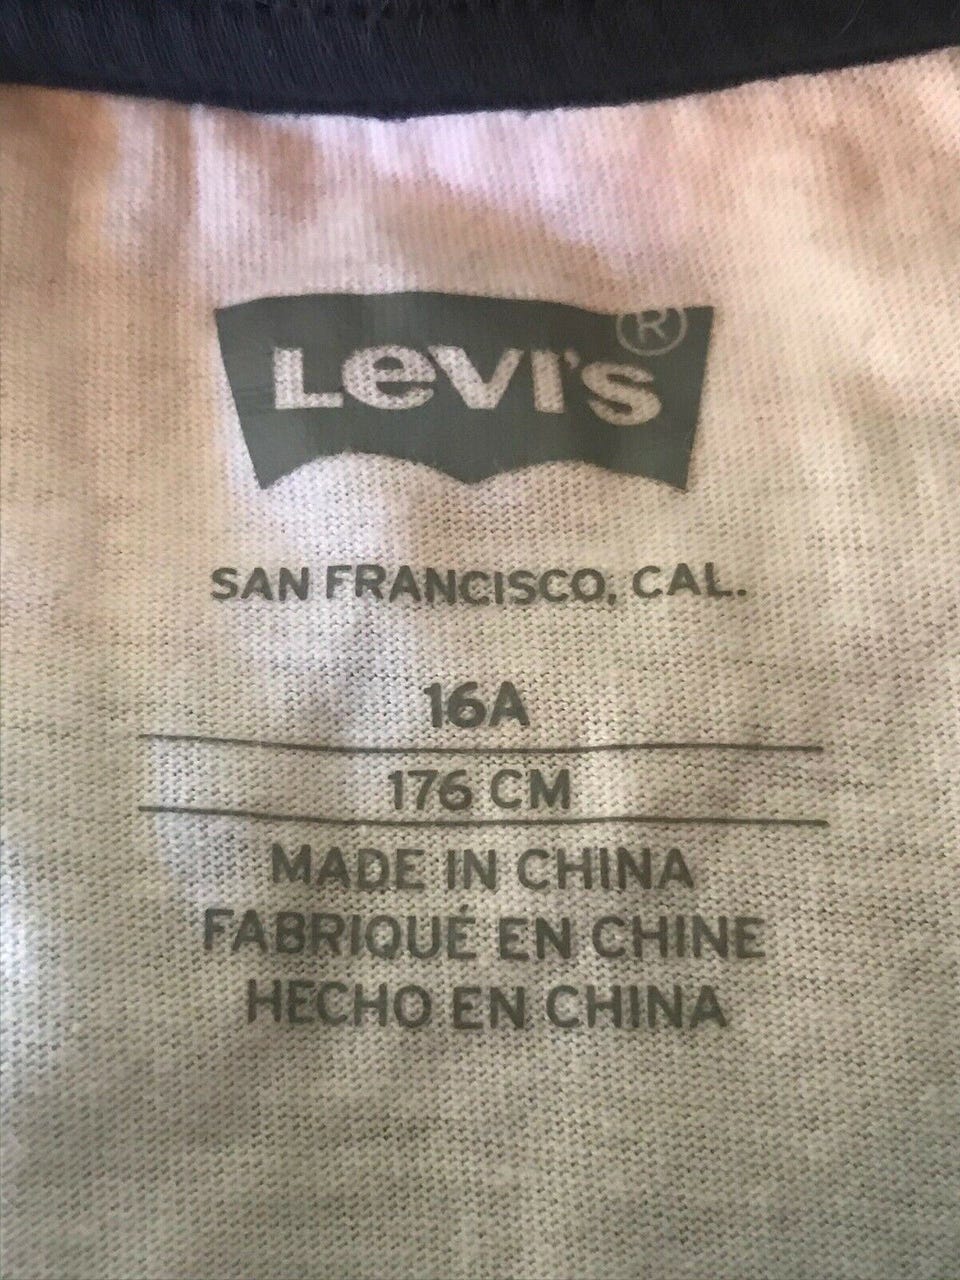 LEVI'S ®
SAN FRANCISCO, CAL.
16A
176 CM
MADE IN CHINA
FABRIQUÉ EN CHINE
HECHO EN CHINA